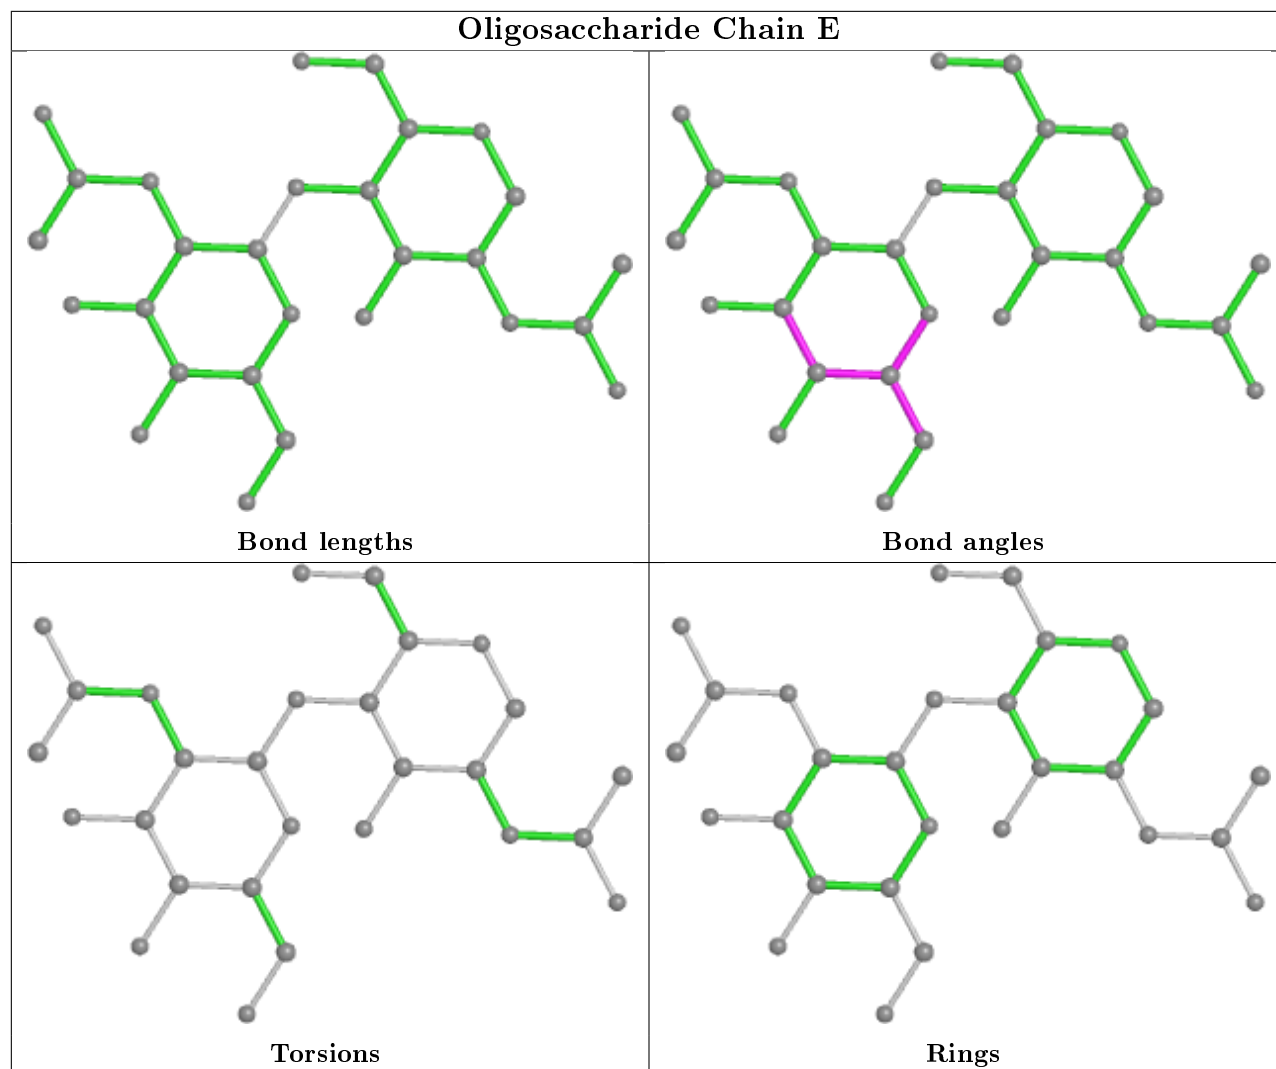 Oligosaccharide Chain E
Bond lengths
Bond angles
Torsions
Rings